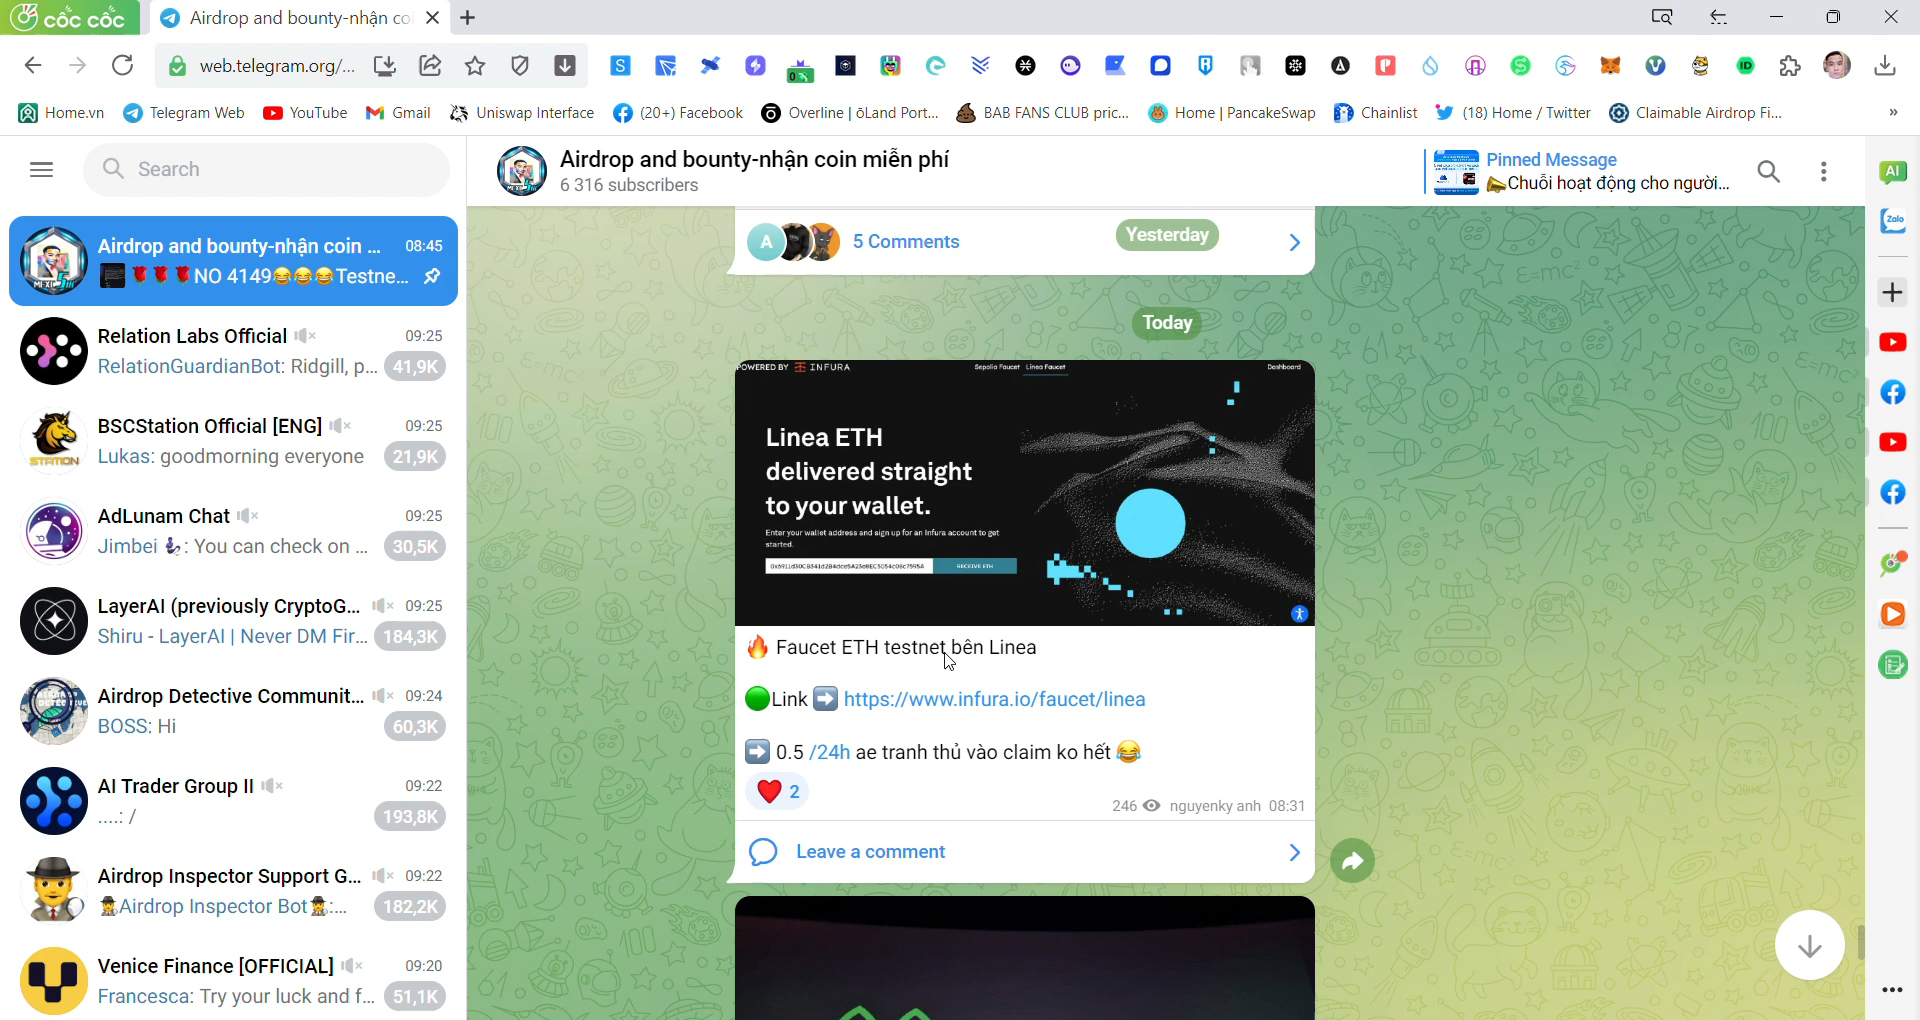 cốc cốc
Airdrop and bounty-nhận co
web.telegram.org/...
Home.vn
Telegram Web
YouTube
Gmail
Uniswap Interface
(20+) Facebook
Overline | ōLand Port...
BAB FANS CLUB pric...
Home | PancakeSwap
Chainlist
(18) Home / Twitter
Claimable Airdrop Fi...
Search
Airdrop and bounty-nhận coin ... 08:45
NO 4149😂😂😂Testne...
Relation Labs Official 09:25
RelationGuardianBot: Ridgill, p... 41,9K
BSCStation Official [ENG] 09:25
Lukas: goodmorning everyone 21,9K
STATION
AdLunam Chat 09:25
Jimbei : You can check on ... 30,5K
LayerAI (previously CryptoG... 09:25
Shiru - LayerAI | Never DM Fir... 184,3K
Airdrop Detective Communit... 09:24
BOSS: Hi 60,3K
AI Trader Group II 09:22
....: / 193,8K
Airdrop Inspector Support G... 09:22
Airdrop Inspector Bot :... 182,2K
Venice Finance [OFFICIAL] 09:20
Francesca: Try your luck and f... 51,1K
Airdrop and bounty-nhận coin miễn phí
6 316 subscribers
Pinned Message
Chuỗi hoạt động cho người...
A 5 Comments
Yesterday
Today
POWERED BY INFURA
Sepolia Faucet Linea Faucet
Dashboard
Linea ETH
delivered straight
to your wallet.
Enter your wallet address and sign up for an Infura account to get
started.
RECEIVE ETH
🔥 Faucet ETH testnet bên Linea
🟢Link ➡️ https://www.infura.io/faucet/linea
➡️ 0.5 /24h ae tranh thủ vào claim ko hết 😂
❤️ 2
246 nguyenky anh 08:31
Leave a comment
AI
Zalo